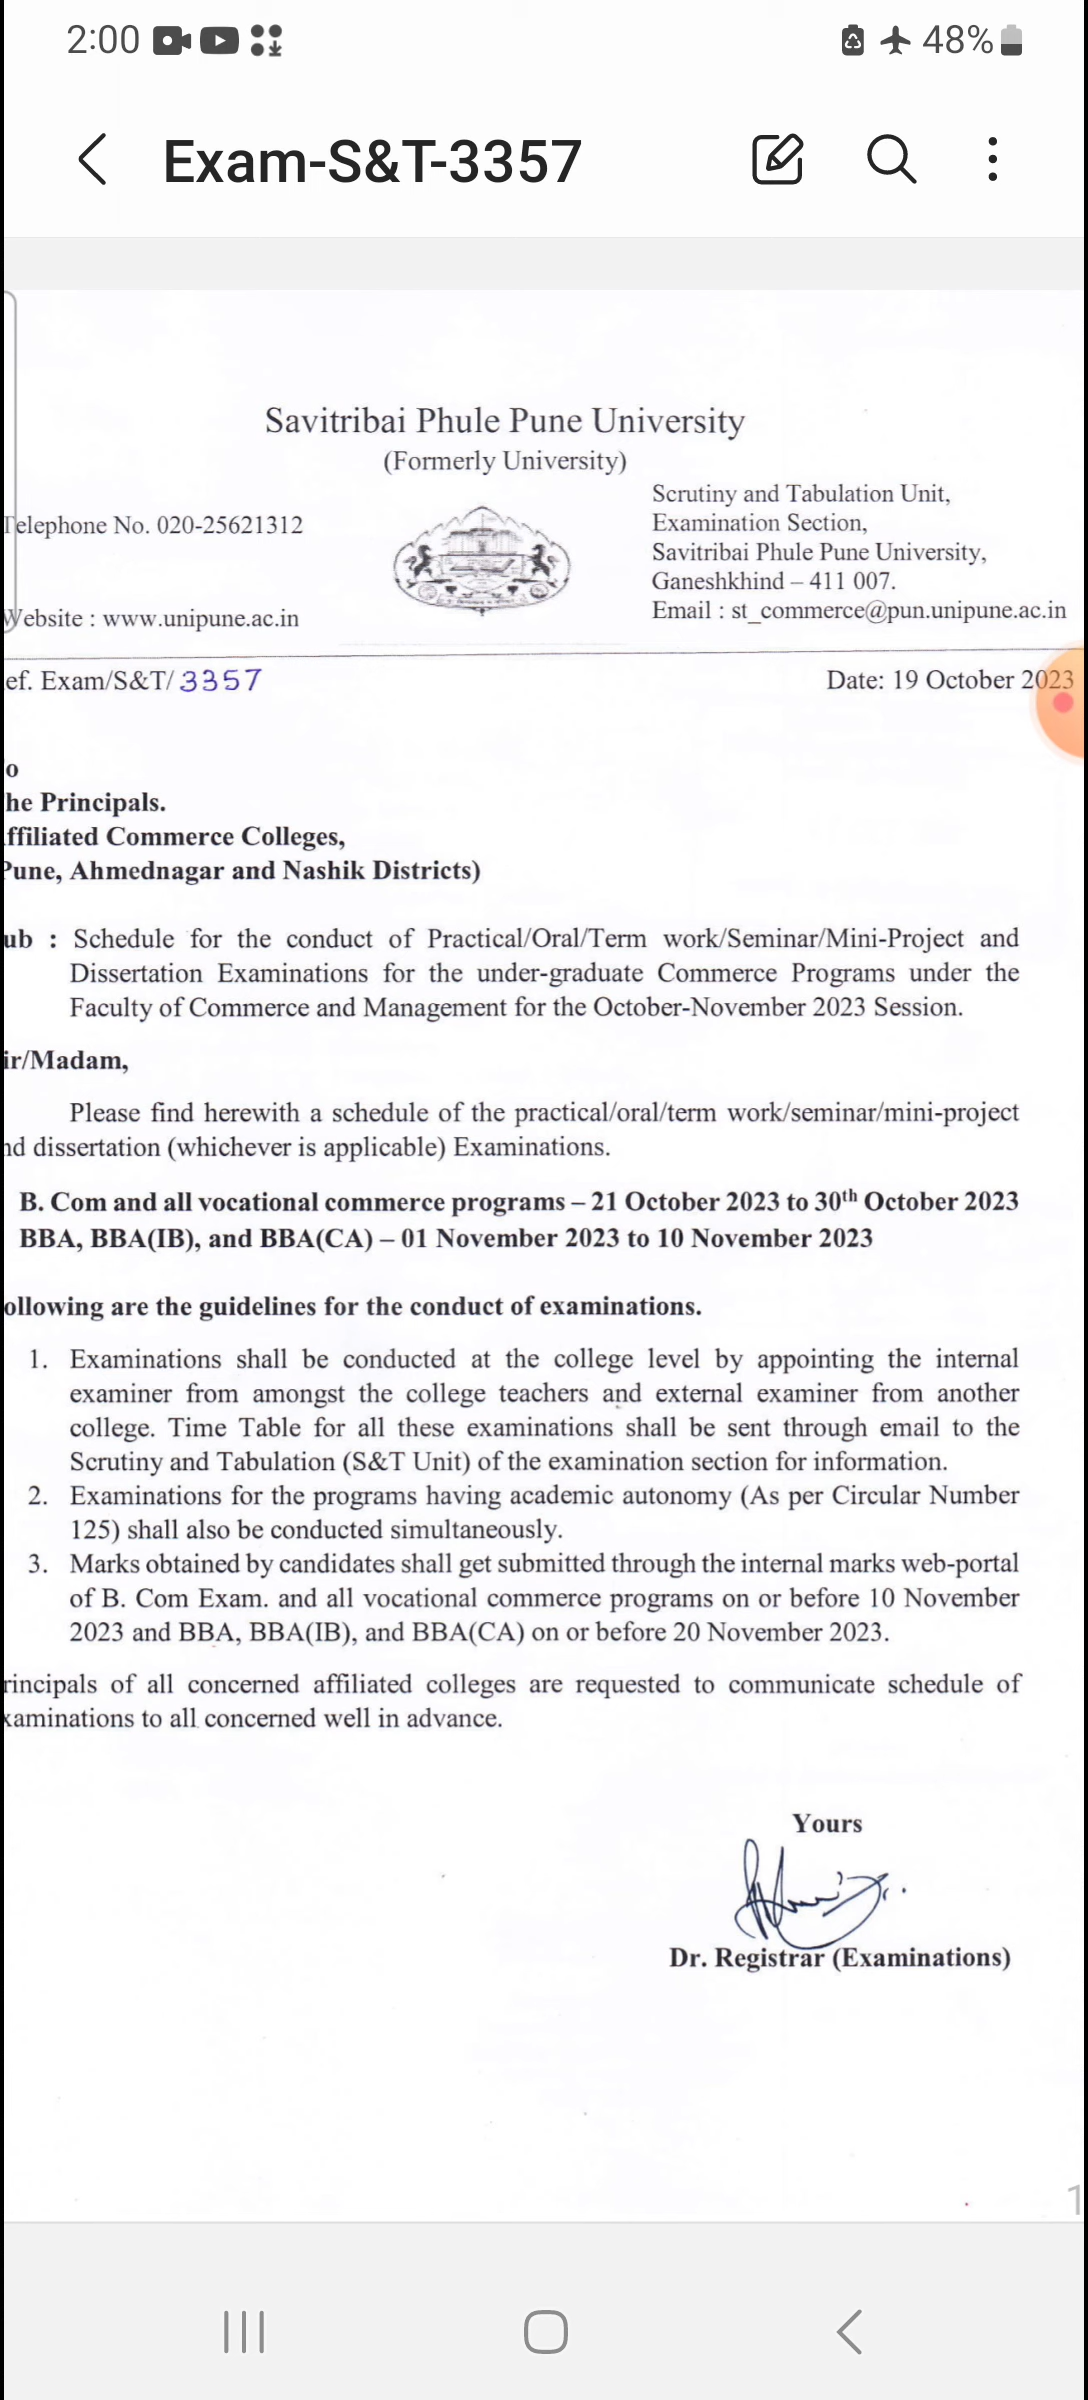 2:00
48%
Exam-S&T-3357
Savitribai Phule Pune University
(Formerly University)
Telephone No. 020-25621312
Website : www.unipune.ac.in
Scrutiny and Tabulation Unit,
Examination Section,
Savitribai Phule Pune University,
Ganeshkhind – 411 007.
Email : st_commerce@pun.unipune.ac.in
ef. Exam/S&T/ 3357
Date: 19 October 2023
o
he Principals.
ffiliated Commerce Colleges,
Pune, Ahmednagar and Nashik Districts)
ub : Schedule for the conduct of Practical/Oral/Term work/Seminar/Mini-Project and
Dissertation Examinations for the under-graduate Commerce Programs under the
Faculty of Commerce and Management for the October-November 2023 Session.
ir/Madam,
Please find herewith a schedule of the practical/oral/term work/seminar/mini-project
nd dissertation (whichever is applicable) Examinations.
B. Com and all vocational commerce programs – 21 October 2023 to 30th October 2023
BBA, BBA(IB), and BBA(CA) – 01 November 2023 to 10 November 2023
ollowing are the guidelines for the conduct of examinations.
1. Examinations shall be conducted at the college level by appointing the internal
examiner from amongst the college teachers and external examiner from another
college. Time Table for all these examinations shall be sent through email to the
Scrutiny and Tabulation (S&T Unit) of the examination section for information.
2. Examinations for the programs having academic autonomy (As per Circular Number
125) shall also be conducted simultaneously.
3. Marks obtained by candidates shall get submitted through the internal marks web-portal
of B. Com Exam. and all vocational commerce programs on or before 10 November
2023 and BBA, BBA(IB), and BBA(CA) on or before 20 November 2023.
rincipals of all concerned affiliated colleges are requested to communicate schedule of
xaminations to all concerned well in advance.
Yours
Dr. Registrar (Examinations)
1